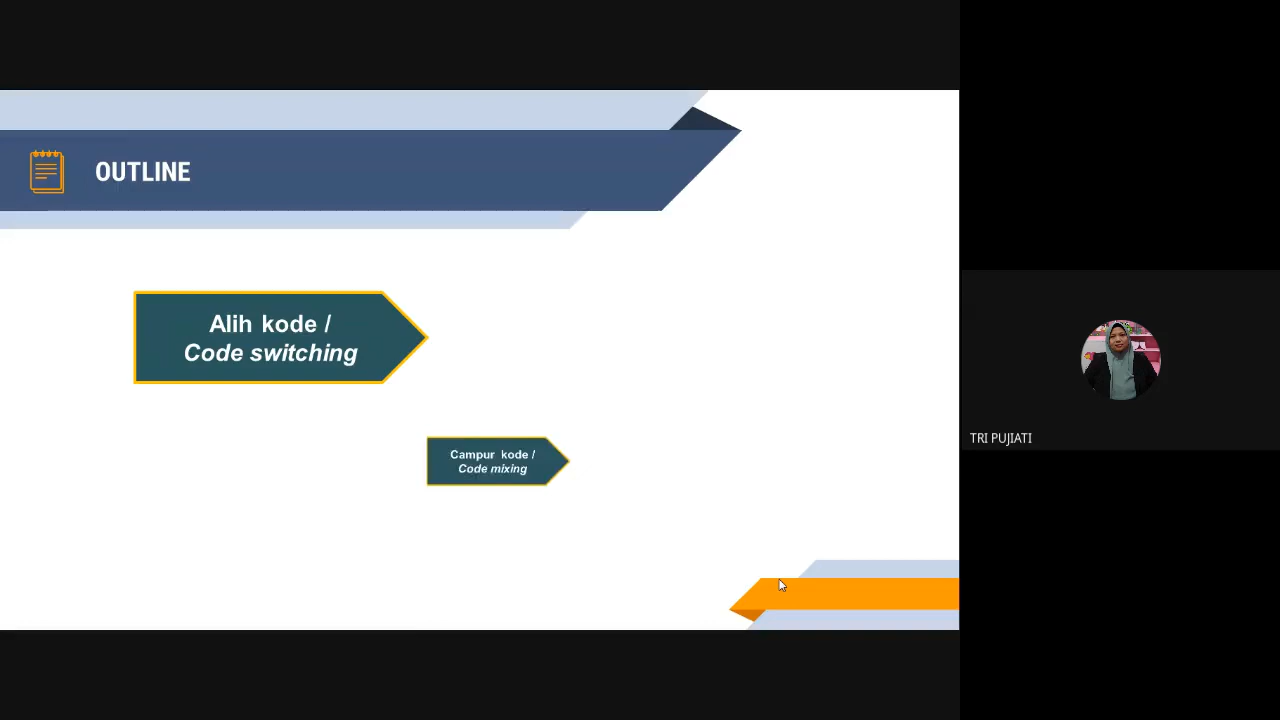 OUTLINE
Alih kode /
Code switching
Campur kode /
Code mixing
TRI PUJIATI